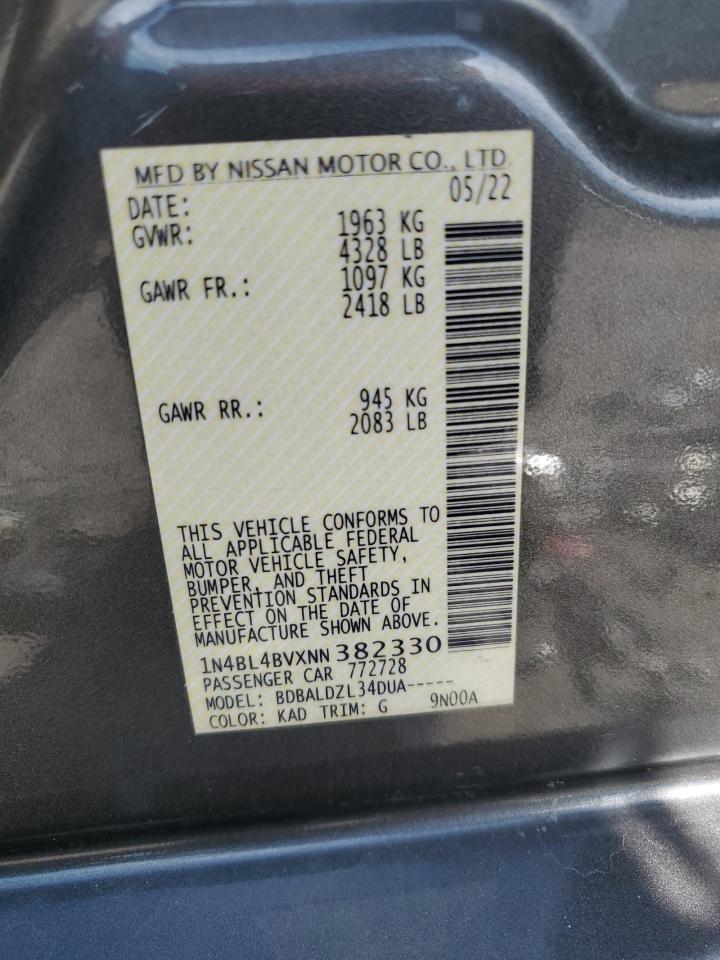 MFD BY NISSAN MOTOR CO., LTD.
DATE: 05/22
GVWR: 1963 KG
4328 LB
GAWR FR.: 1097 KG
2418 LB
GAWR RR.: 945 KG
2083 LB
THIS VEHICLE CONFORMS TO
ALL APPLICABLE FEDERAL
MOTOR VEHICLE SAFETY,
BUMPER, AND THEFT
PREVENTION STANDARDS IN
EFFECT ON THE DATE OF
MANUFACTURE SHOWN ABOVE.
1N4BL4BVXNN382330
PASSENGER CAR 772728
MODEL: BDBALDZL34DUA-----
COLOR: KAD TRIM: G 9N00A